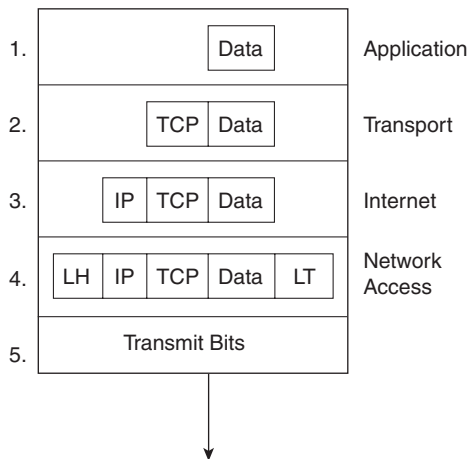 1. Data Application
2. TCP Data Transport
3. IP TCP Data Internet
4. LH IP TCP Data LT Network Access
5. Transmit Bits